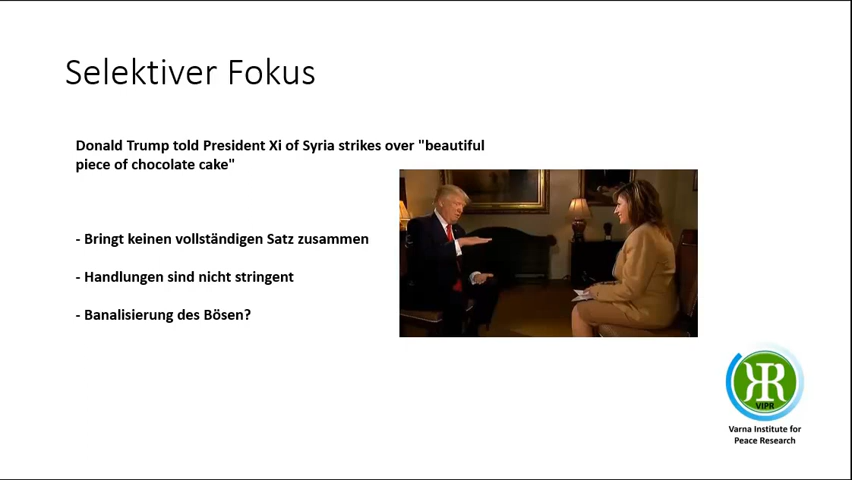 Selektiver Fokus
Donald Trump told President Xi of Syria strikes over "beautiful
piece of chocolate cake"
- Bringt keinen vollständigen Satz zusammen
- Handlungen sind nicht stringent
- Banalisierung des Bösen?
VIPR
Varna Institute for
Peace Research